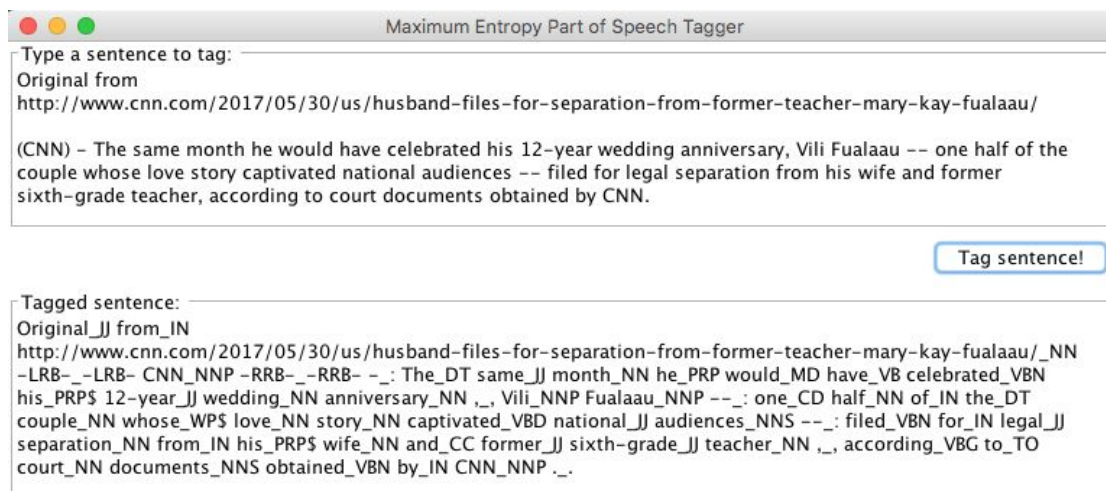 Maximum Entropy Part of Speech Tagger
Type a sentence to tag:
Original from
http://www.cnn.com/2017/05/30/us/husband-files-for-separation-from-former-teacher-mary-kay-fualaau/
(CNN) – The same month he would have celebrated his 12-year wedding anniversary, Vili Fualaau -- one half of the
couple whose love story captivated national audiences -- filed for legal separation from his wife and former
sixth-grade teacher, according to court documents obtained by CNN.
Tag sentence!
Tagged sentence:
Original_JJ from_IN
http://www.cnn.com/2017/05/30/us/husband-files-for-separation-from-former-teacher-mary-kay-fualaau/_NN
-LRB-_-LRB- CNN_NNP -RRB-_-RRB- -_: The_DT same_JJ month_NN he_PRP would_MD have_VB celebrated_VBN
his_PRP$ 12-year_JJ wedding_NN anniversary_NN ,_, Vili_NNP Fualaau_NNP --_: one_CD half_NN of_IN the_DT
couple_NN whose_WP$ love_NN story_NN captivated_VBD national_JJ audiences_NNS --_: filed_VBN for_IN legal_JJ
separation_NN from_IN his_PRP$ wife_NN and_CC former_JJ sixth-grade_JJ teacher_NN ,_, according_VBG to_TO
court_NN documents_NNS obtained_VBN by_IN CNN_NNP ._.